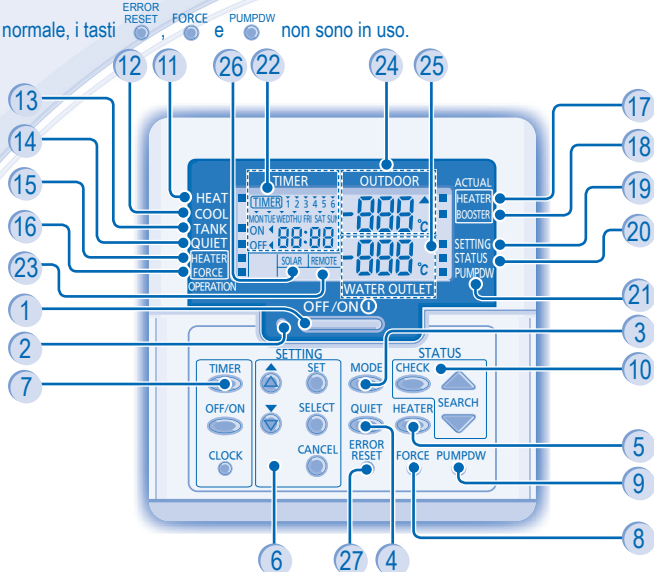 ERROR RESET FORCE PUMPDW
normale, i tasti , e non sono in uso.
12 11 26 22 24 25
13
14
15
16
23
1
2
7
17
18
19
20
21
3
10
5
9
8
TIMER OUTDOOR ACTUAL
HEAT TIMER 1 2 3 4 5 6 -888 °C HEATER
COOL MON TUE WED THU FRI SAT SUN BOOSTER
TANK ON
QUIET OFF 88:88 -888 °C SETTING
HEATER SOLAR REMOTE STATUS
FORCE PUMPDW
OPERATION WATER OUTLET
OFF/ON
SETTING STATUS
TIMER SET MODE CHECK
OFF/ON SELECT QUIET HEATER SEARCH
CLOCK CANCEL ERROR RESET FORCE PUMPDW
6 27 4